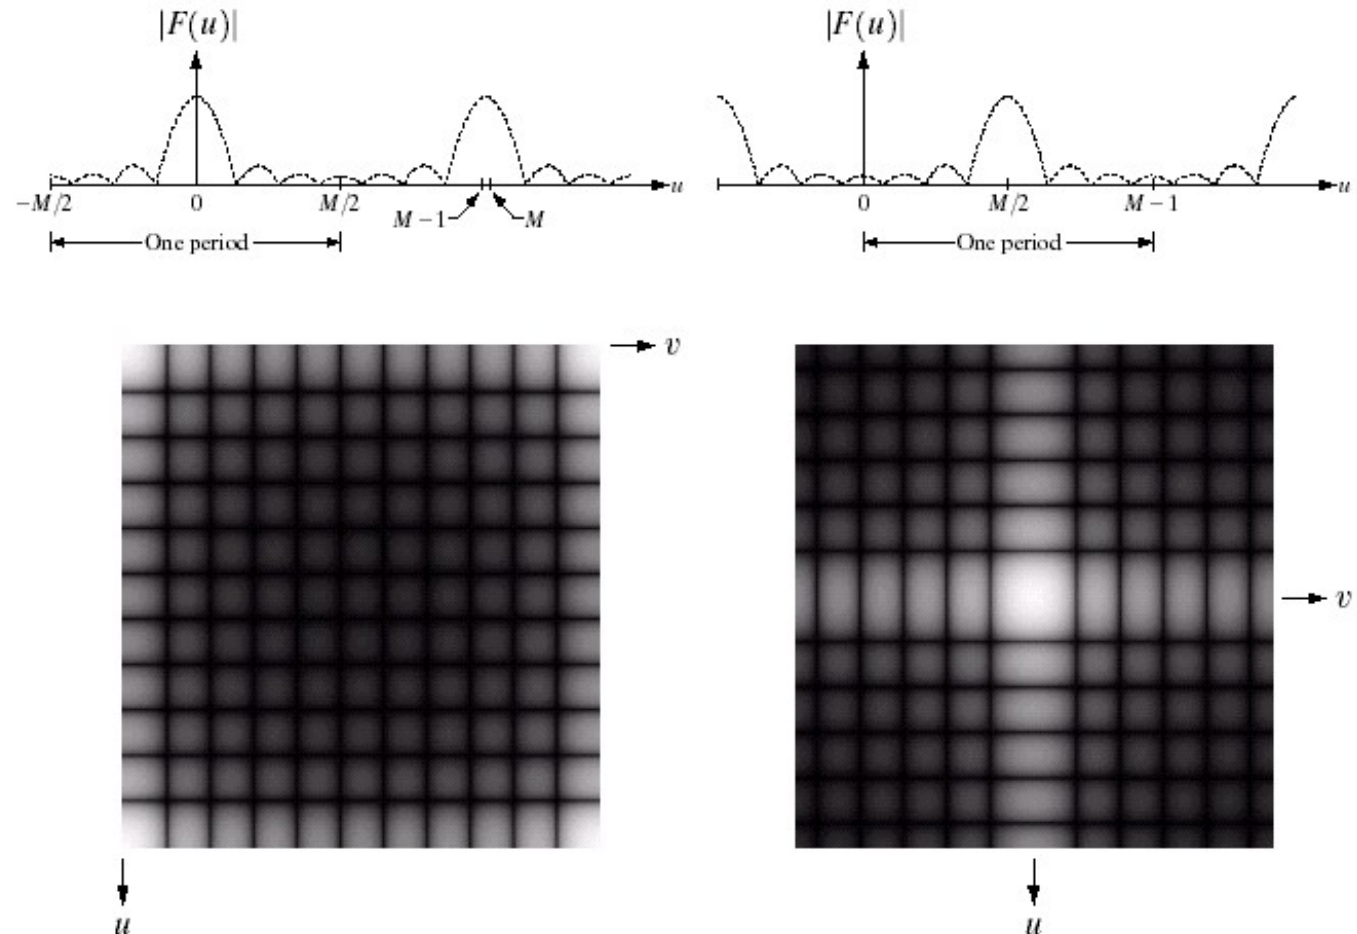 |F(u)|
|F(u)|
u
u
−M/2
0
M/2
M − 1
M
0
M/2
M − 1
One period
One period
v
v
u
u